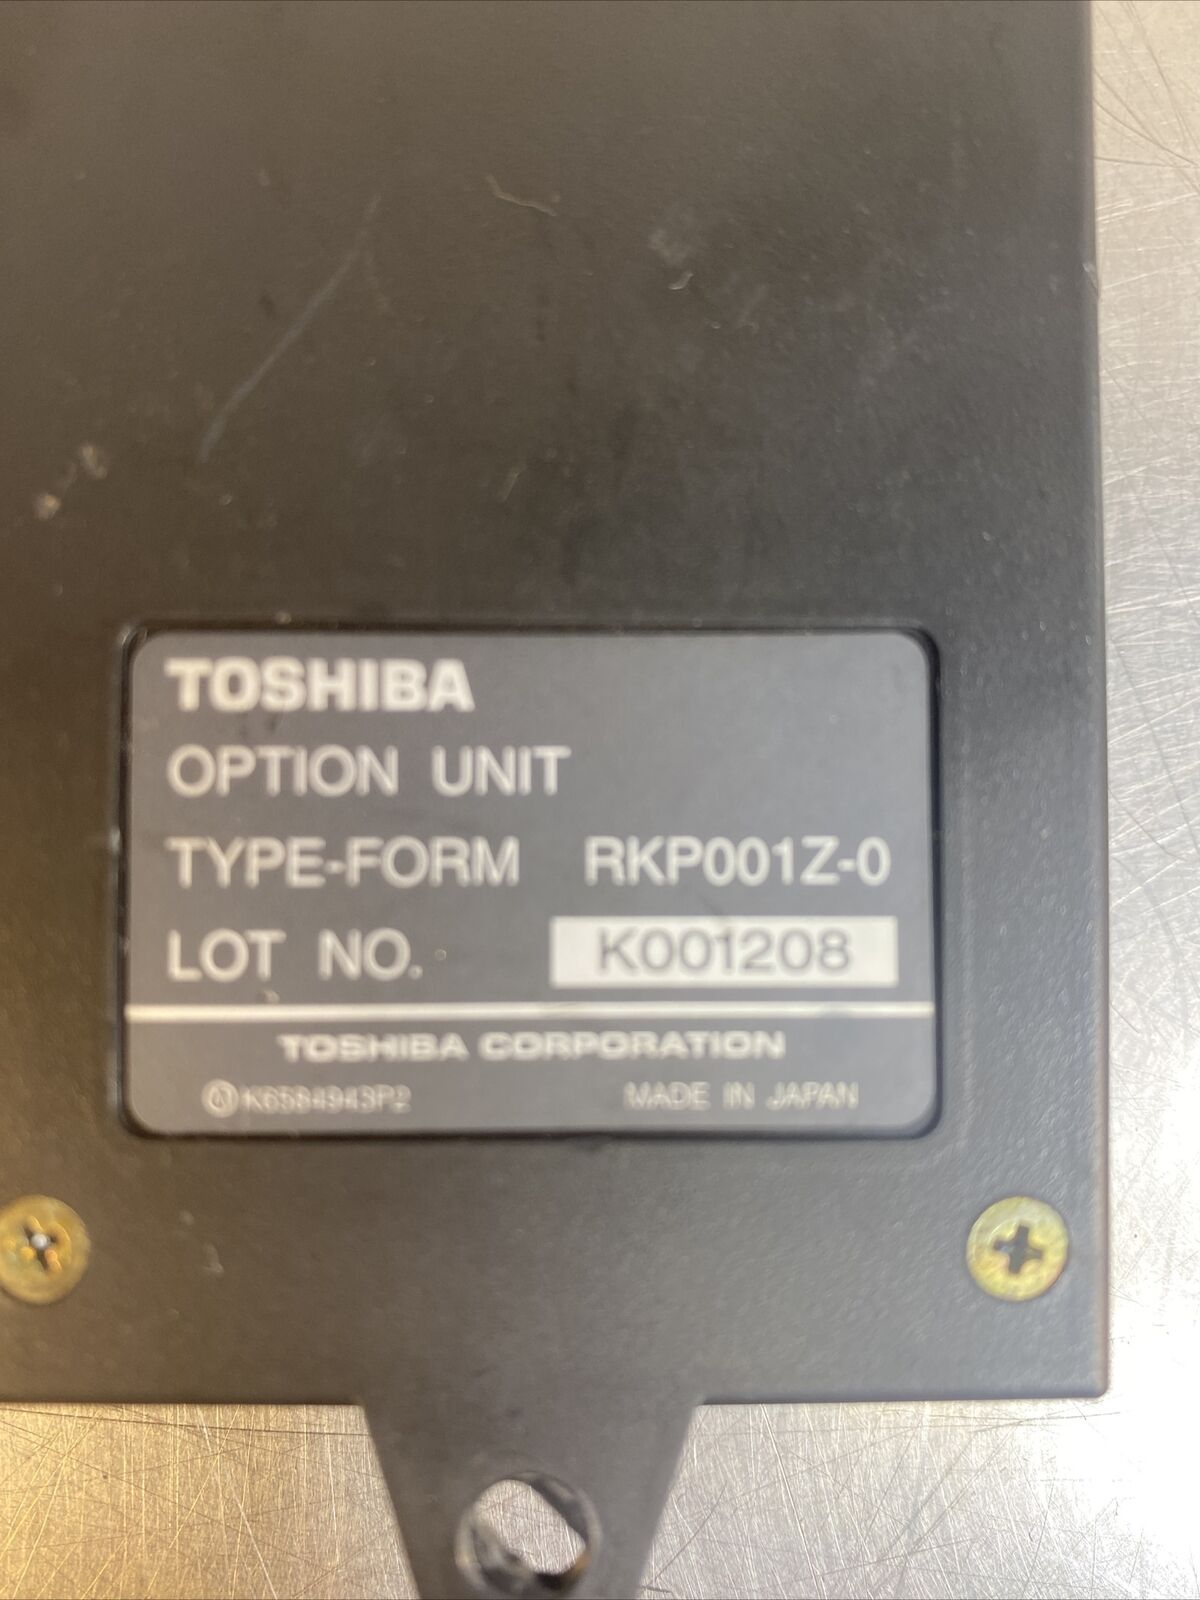 TOSHIBA
OPTION UNIT
TYPE-FORM RKP001Z-0
LOT NO. K001208
TOSHIBA CORPORATION
K6584943P2 MADE IN JAPAN